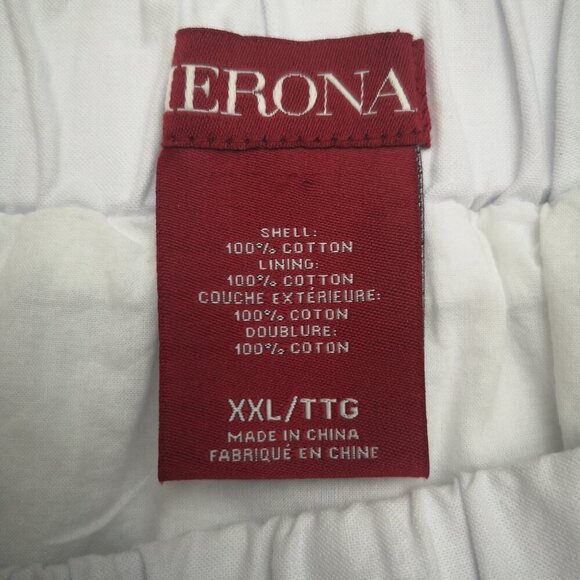 MERONA
SHELL:
100% COTTON
LINING:
100% COTTON
COUCHE EXTÉRIEURE:
100% COTON
DOUBLURE:
100% COTON
XXL/TTG
MADE IN CHINA
FABRIQUÉ EN CHINE